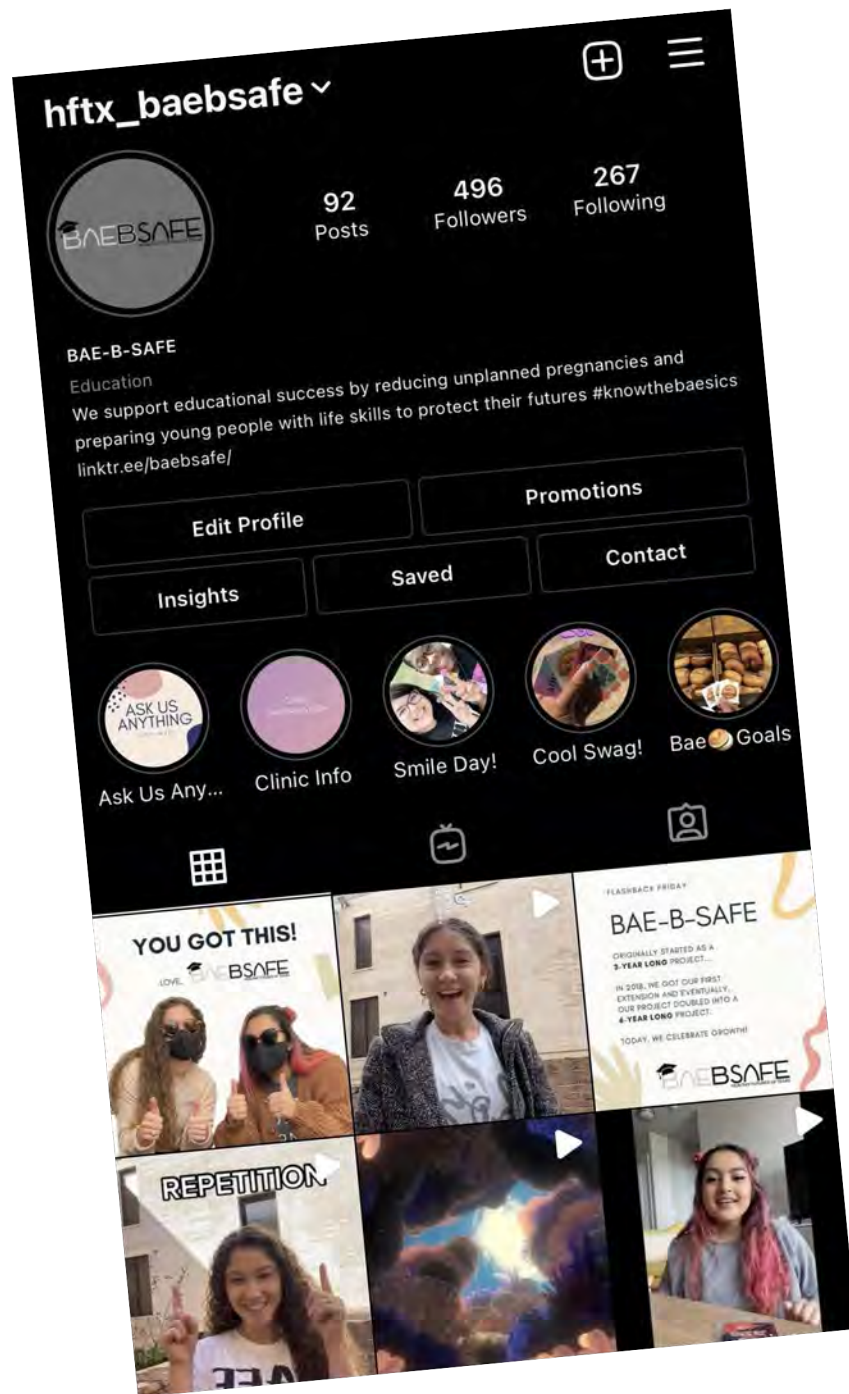 hftx_baebsafe
92
Posts
496
Followers
267
Following
BAEBSAFE
BAE-B-SAFE
Education
We support educational success by reducing unplanned pregnancies and
preparing young people with life skills to protect their futures #knowthebaesics
linktr.ee/baebsafe/
Edit Profile
Promotions
Insights
Saved
Contact
ASK US
ANYTHING
Ask Us Any...
Clinic Info
Smile Day!
Cool Swag!
Bae🥯Goals
YOU GOT THIS!
LOVE, BAEBSAFE
FLASHBACK FRIDAY
BAE-B-SAFE
ORIGINALLY STARTED AS A
2-YEAR LONG PROJECT...
IN 2018, WE GOT OUR FIRST
EXTENSION AND EVENTUALLY,
OUR PROJECT DOUBLED INTO A
4-YEAR LONG PROJECT.
TODAY, WE CELEBRATE GROWTH!
BAEBSAFE
REPETITION